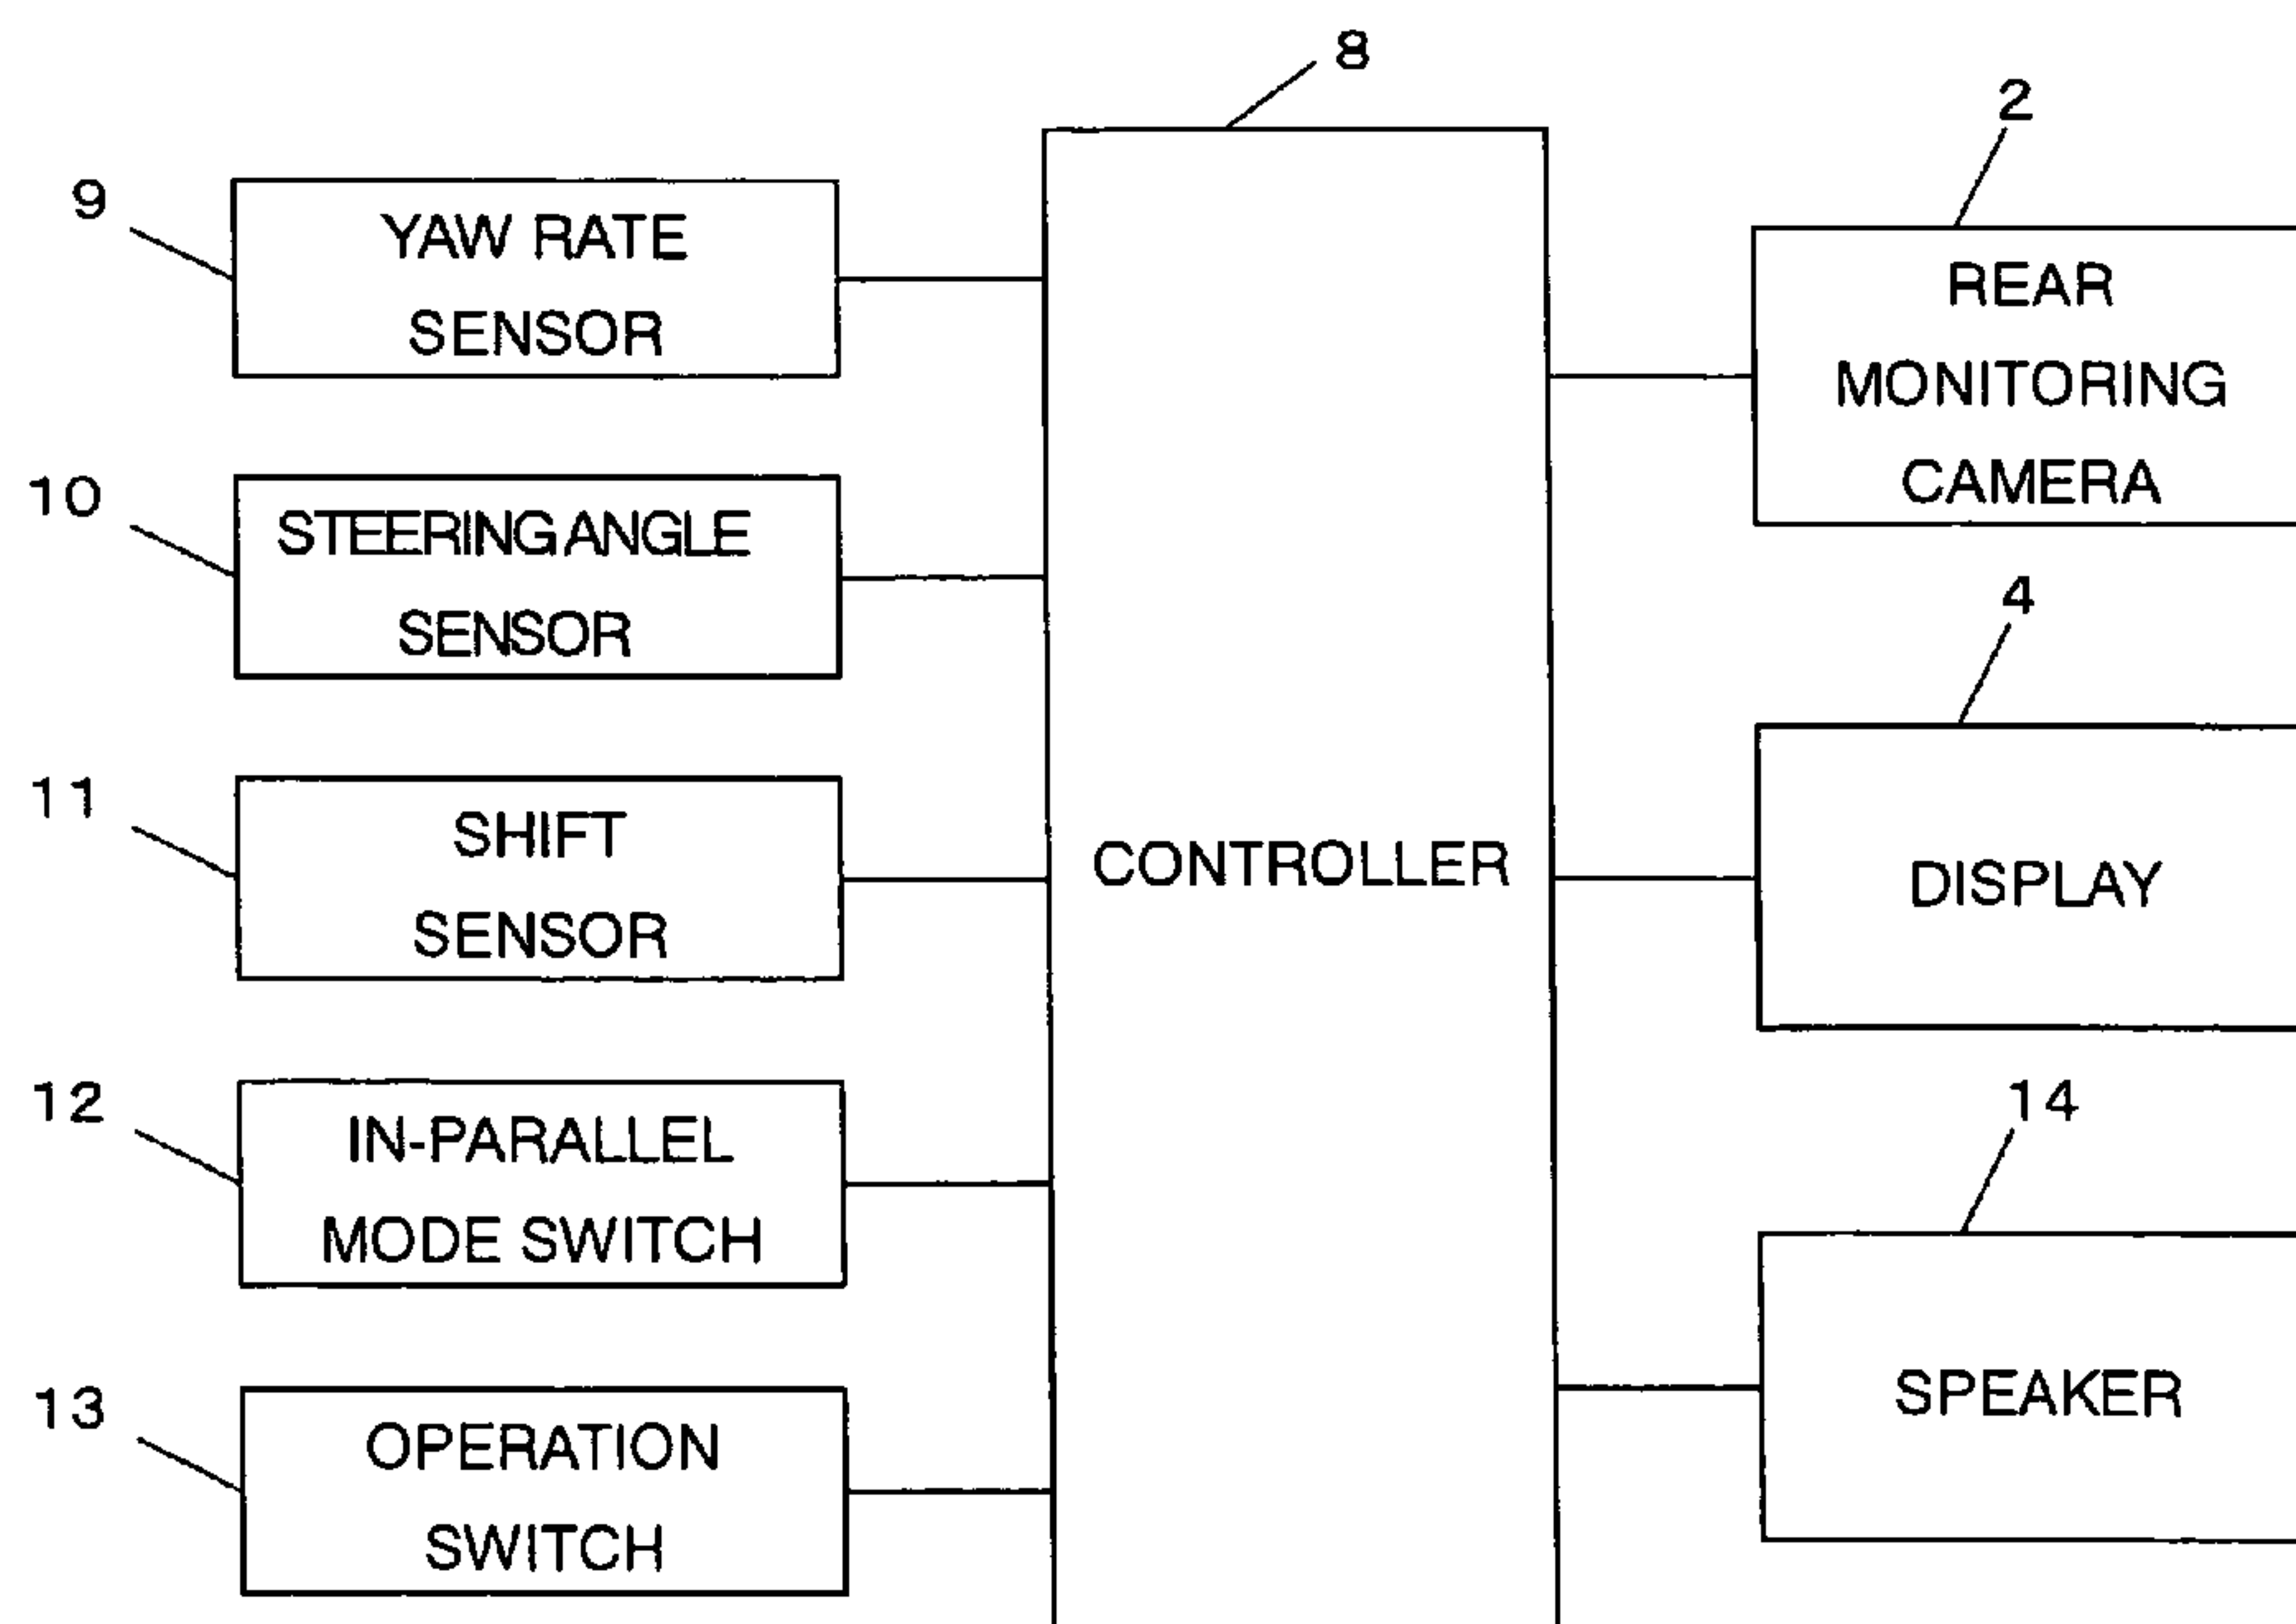 8
2
9
YAW RATE
SENSOR
REAR
MONITORING
CAMERA
10
STEERING ANGLE
SENSOR
4
11
SHIFT
SENSOR
CONTROLLER
DISPLAY
12
IN-PARALLEL
MODE SWITCH
14
13
OPERATION
SWITCH
SPEAKER